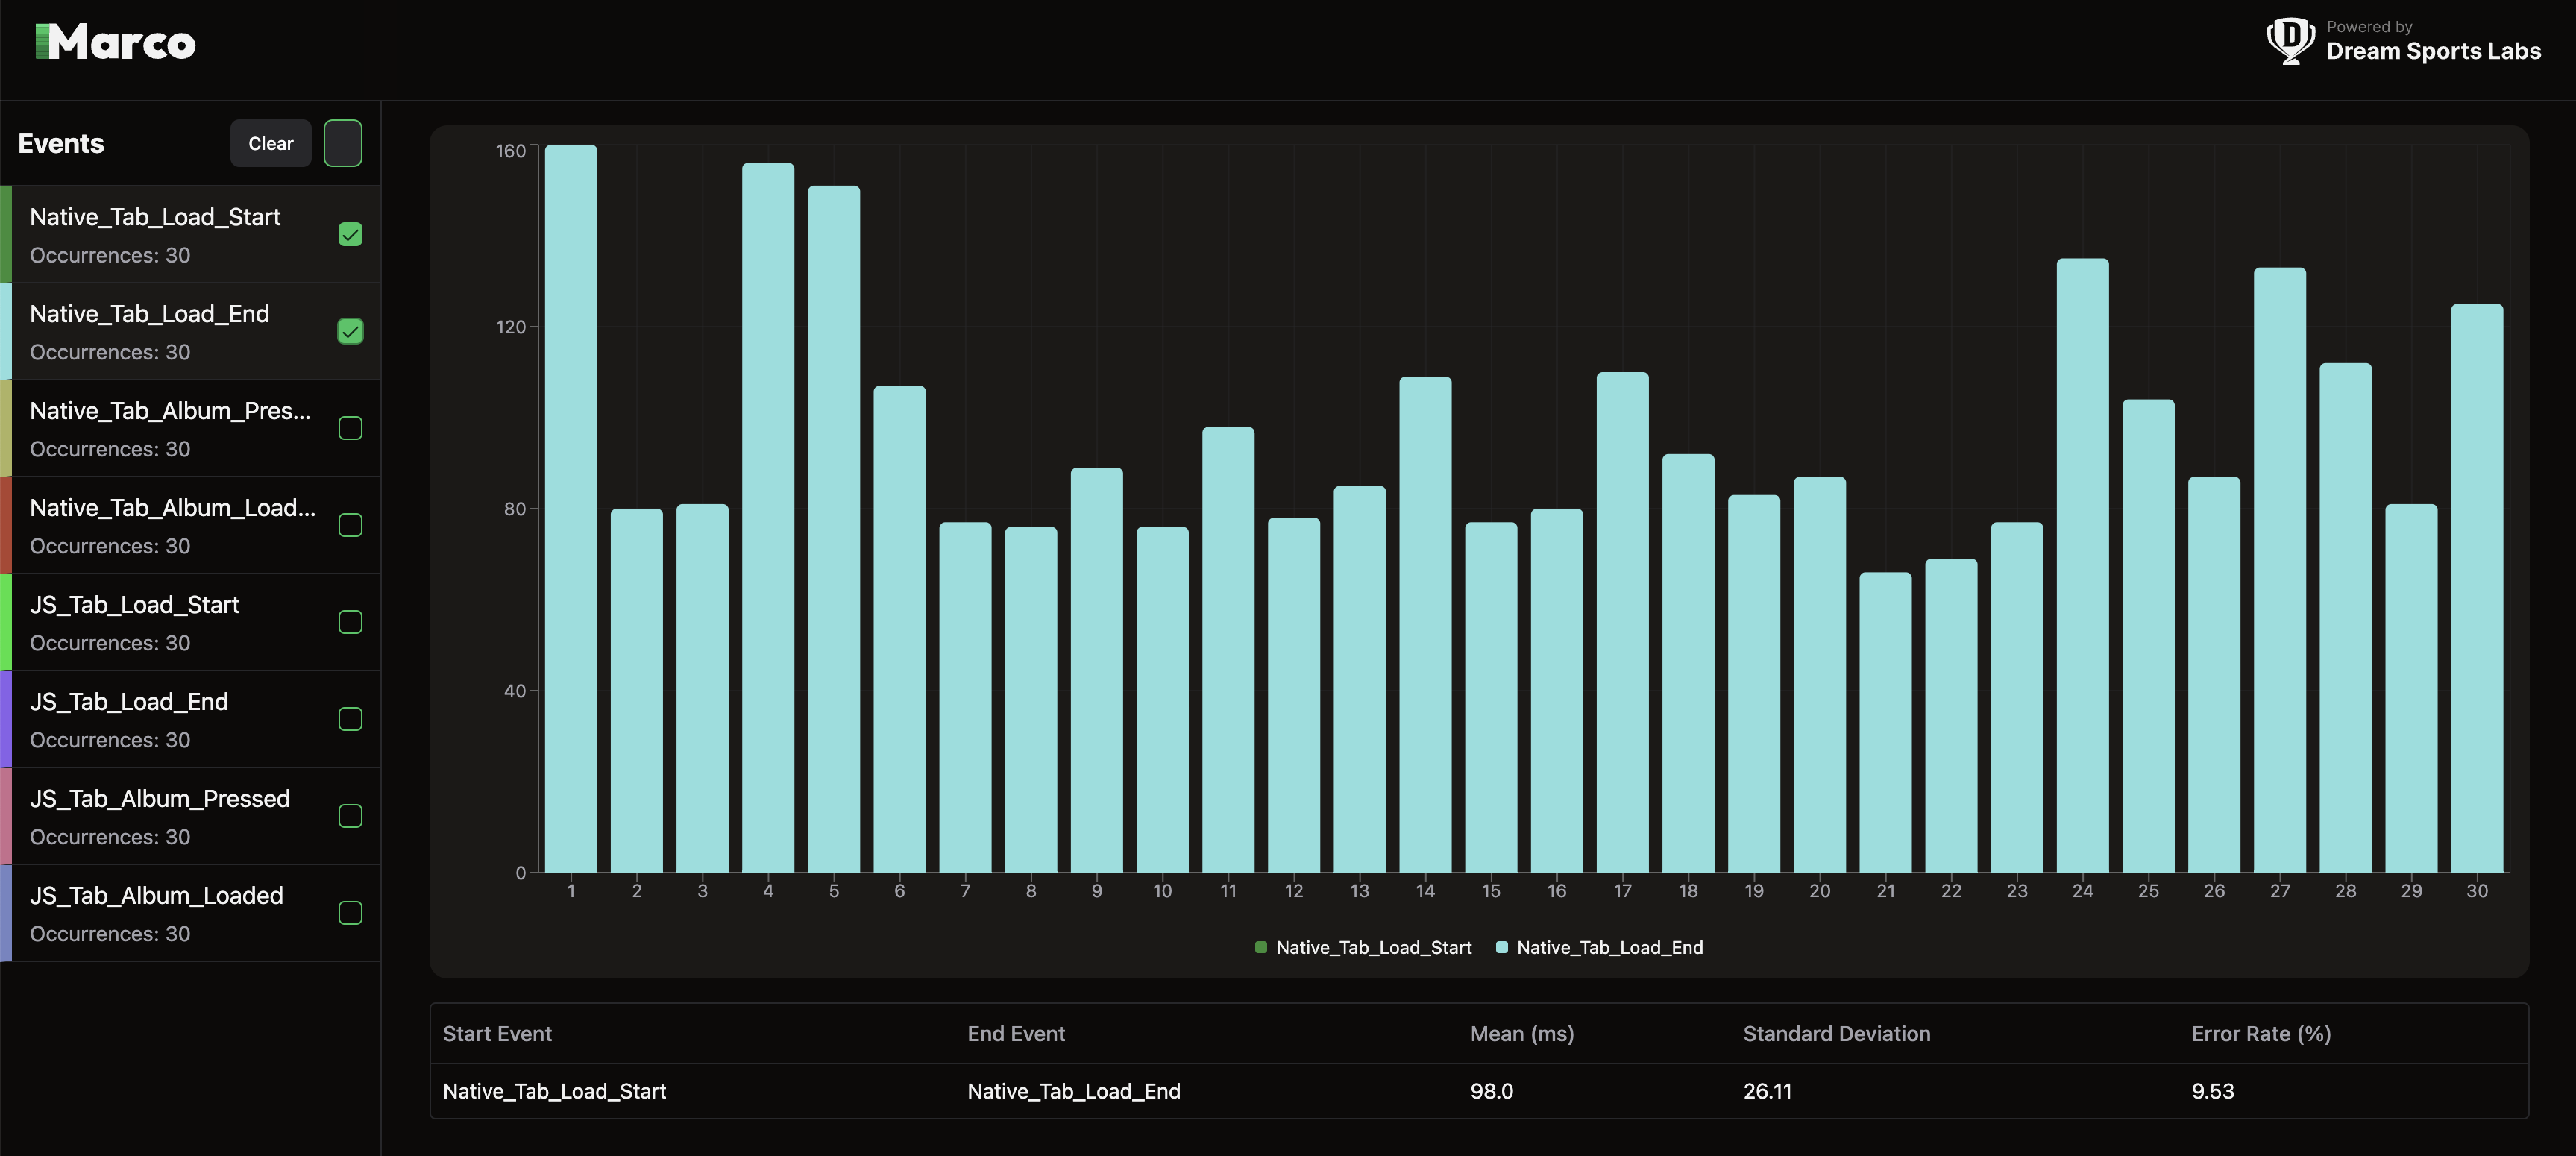 Marco
Powered by
Dream Sports Labs
Events
Clear
Native_Tab_Load_Start
Occurrences: 30
Native_Tab_Load_End
Occurrences: 30
Native_Tab_Album_Pres...
Occurrences: 30
Native_Tab_Album_Load...
Occurrences: 30
JS_Tab_Load_Start
Occurrences: 30
JS_Tab_Load_End
Occurrences: 30
JS_Tab_Album_Pressed
Occurrences: 30
JS_Tab_Album_Loaded
Occurrences: 30
160
120
80
40
0
1 2 3 4 5 6 7 8 9 10 11 12 13 14 15 16 17 18 19 20 21 22 23 24 25 26 27 28 29 30
Native_Tab_Load_Start Native_Tab_Load_End
Start Event End Event Mean (ms) Standard Deviation Error Rate (%)
Native_Tab_Load_Start Native_Tab_Load_End 98.0 26.11 9.53